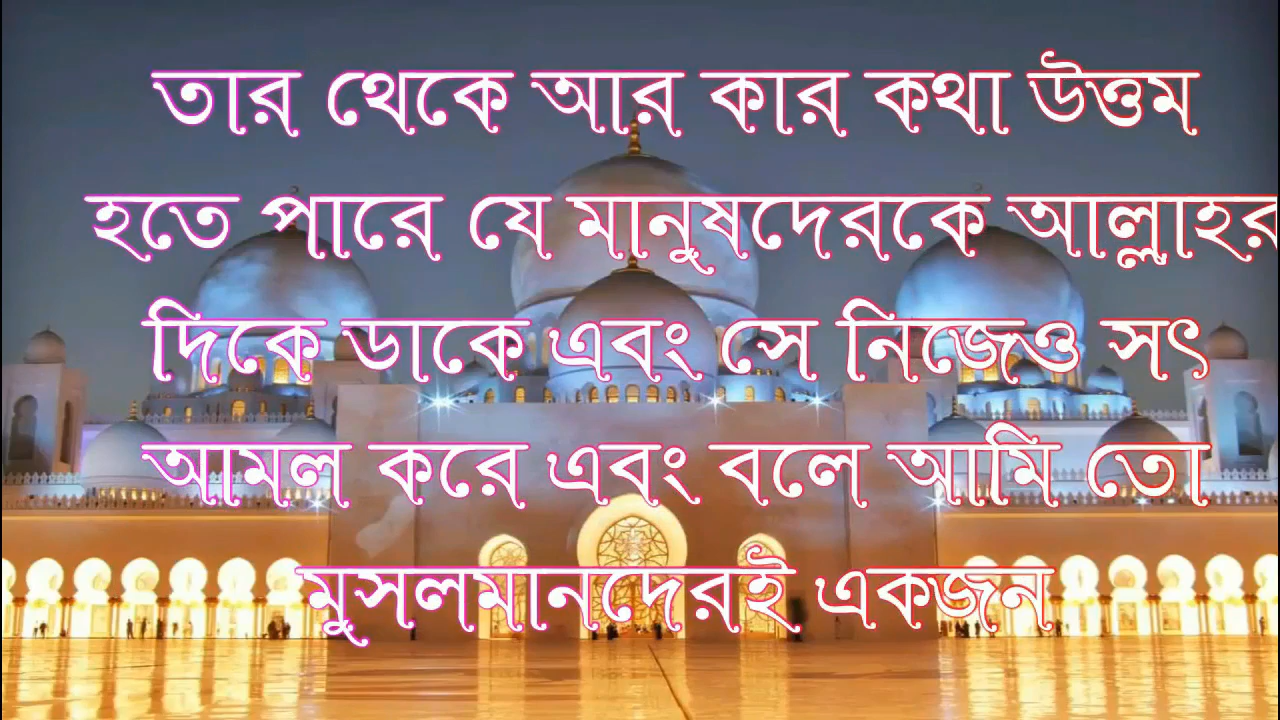 তার থেকে আর কার কথা উত্তম
হতে পারে যে মানুষদেরকে আল্লাহর
দিকে ডাকে এবং সে নিজেও সৎ
আমল করে এবং বলে আমি তো
মুসলমানদেরই একজন